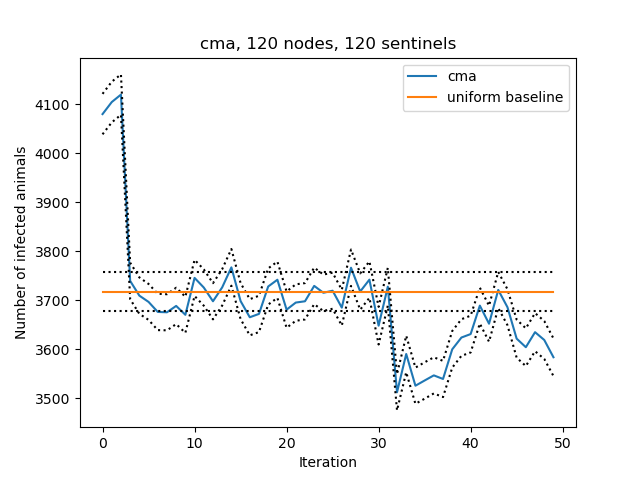 cma, 120 nodes, 120 sentinels
cma
uniform baseline
4100
4000
3900
3800
3700
3600
3500
Number of infected animals
0 10 20 30 40 50
Iteration